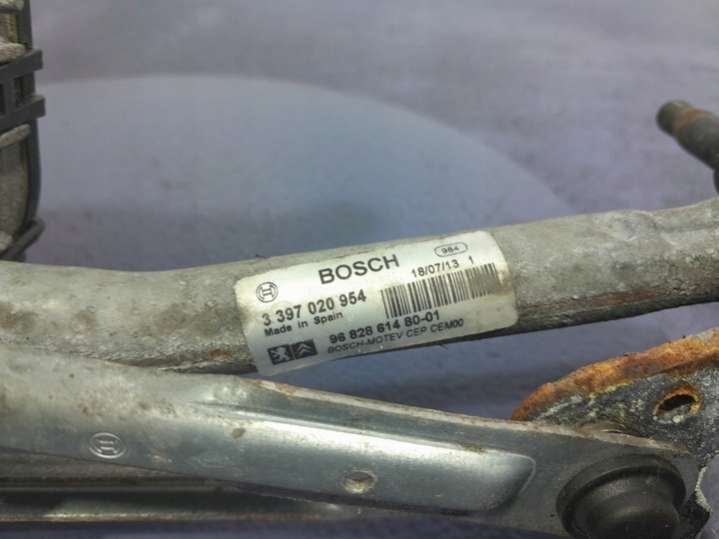 BOSCH
984
18/07/13 1
3 397 020 954
Made in Spain
96 828 614 80-01
BOSCH-MOTEV CEP CEM00